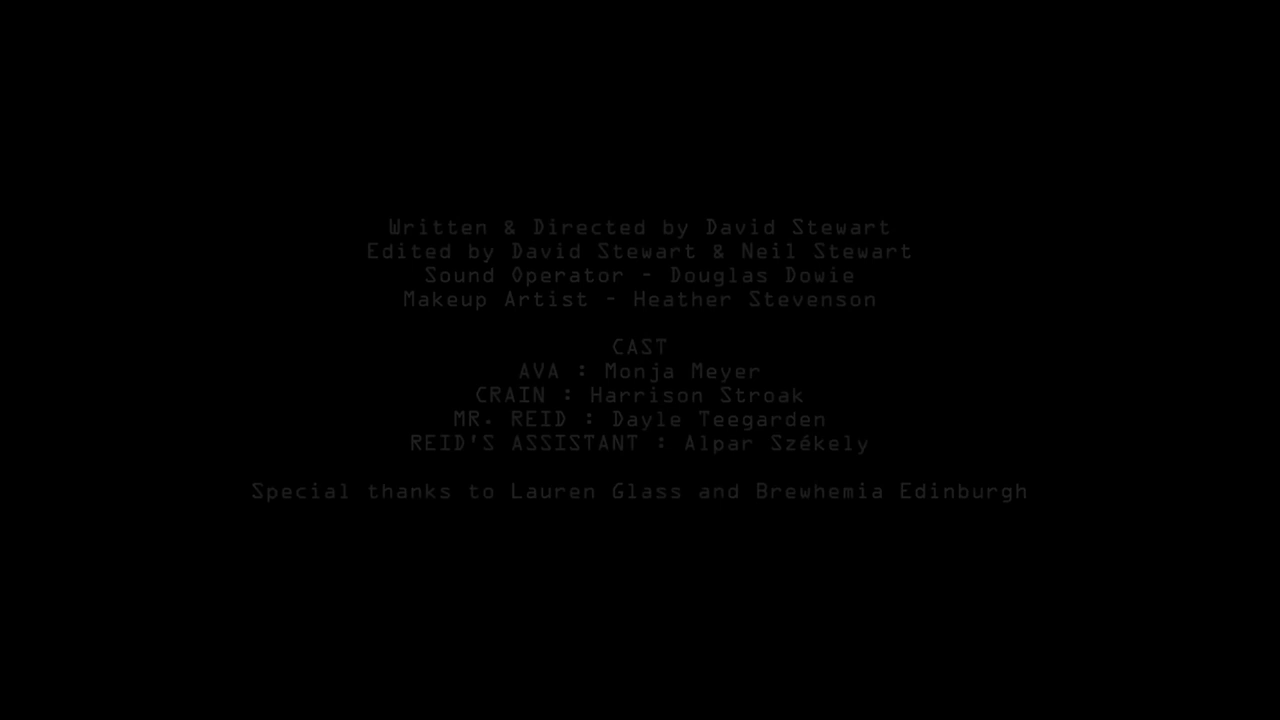 Written & Directed by David Stewart
Edited by David Stewart & Neil Stewart
Sound Operator - Douglas Dowie
Makeup Artist - Heather Stevenson
CAST
AVA : Monja Meyer
CRAIN : Harrison Stroak
MR. REID : Dayle Teegarden
REID'S ASSISTANT : Alpar Székely
Special thanks to Lauren Glass and Brewhemia Edinburgh